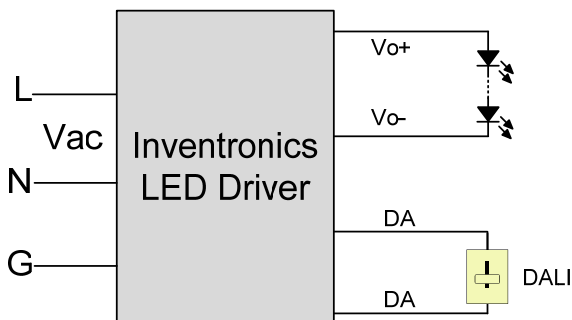 L
Vac
N
G
Inventronics
LED Driver
Vo+
Vo-
DA
DALI
DA